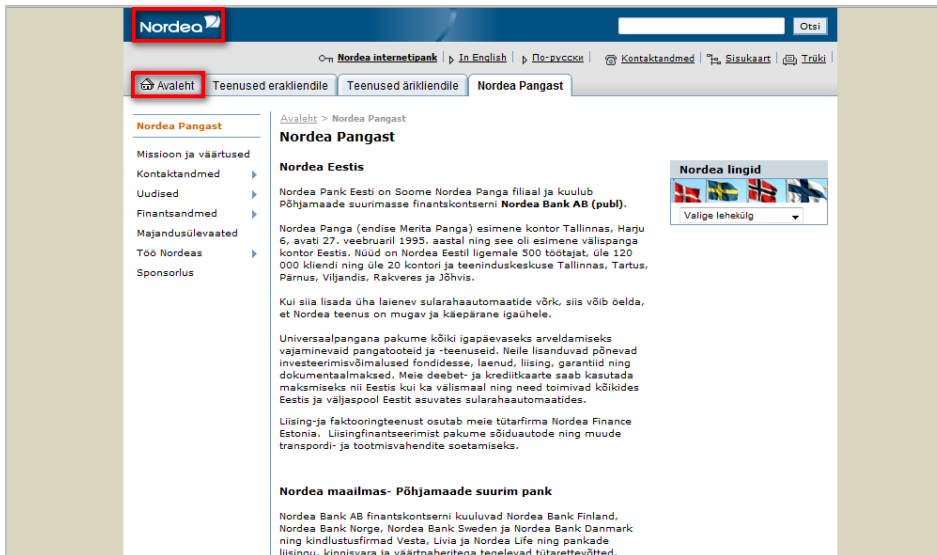 Nordea
Otsi
Nordea internetipank | In English | По-русски | Kontaktandmed | Sisukaart | Trüki
Avaleht Teenused erakliendile Teenused ärikliendile Nordea Pangast
Nordea Pangast
Missioon ja väärtused
Kontaktandmed
Uudised
Finantsandmed
Majandusülevaated
Töö Nordeas
Sponsorlus
Avaleht > Nordea Pangast
Nordea Pangast
Nordea Eestis
Nordea Pank Eesti on Soome Nordea Panga filiaal ja kuulub
Põhjamaade suurimasse finantskontserni Nordea Bank AB (publ).
Nordea Panga (endise Merita Panga) esimene kontor Tallinnas, Harju
6, avati 27. veebruaril 1995. aastal ning see oli esimene välispanga
kontor Eestis. Nüüd on Nordea Eestil ligemale 500 töötajat, üle 120
000 kliendi ning üle 20 kontori ja teeninduskeskuse Tallinnas, Tartus,
Pärnus, Viljandis, Rakveres ja Jõhvis.
Kui siia lisada üha laienev sularahaautomaatide võrk, siis võib öelda,
et Nordea teenus on mugav ja käepärane igaühele.
Universaalpangana pakume kõiki igapäevaseks arveldamiseks
vajaminevaid pangatooteid ja -teenuseid. Neile lisanduvad põnevad
investeerimisvõimalused fondidesse, laenud, liising, garantiid ning
dokumentaalmaksed. Meie deebet- ja krediitkaarte saab kasutada
maksmiseks nii Eestis kui ka välismaal ning need toimivad kõikides
Eestis ja väljaspool Eestit asuvates sularahaautomaatides.
Liising-ja faktooringteenust osutab meie tütarfirma Nordea Finance
Estonia. Liisingfinantseerimist pakume sõiduautode ning muude
transpordi- ja tootmisvahendite soetamiseks.
Nordea maailmas- Põhjamaade suurim pank
Nordea Bank AB finantskontserni kuuluvad Nordea Bank Finland,
Nordea Bank Norge, Nordea Bank Sweden ja Nordea Bank Danmark
ning kindlustusfirmad Vesta, Livia ja Nordea Life ning pankade
liisingu, kinnisvara ja väärtpaberitega tegelevad tütarettevõtted.
Nordea lingid
Valige lehekülg